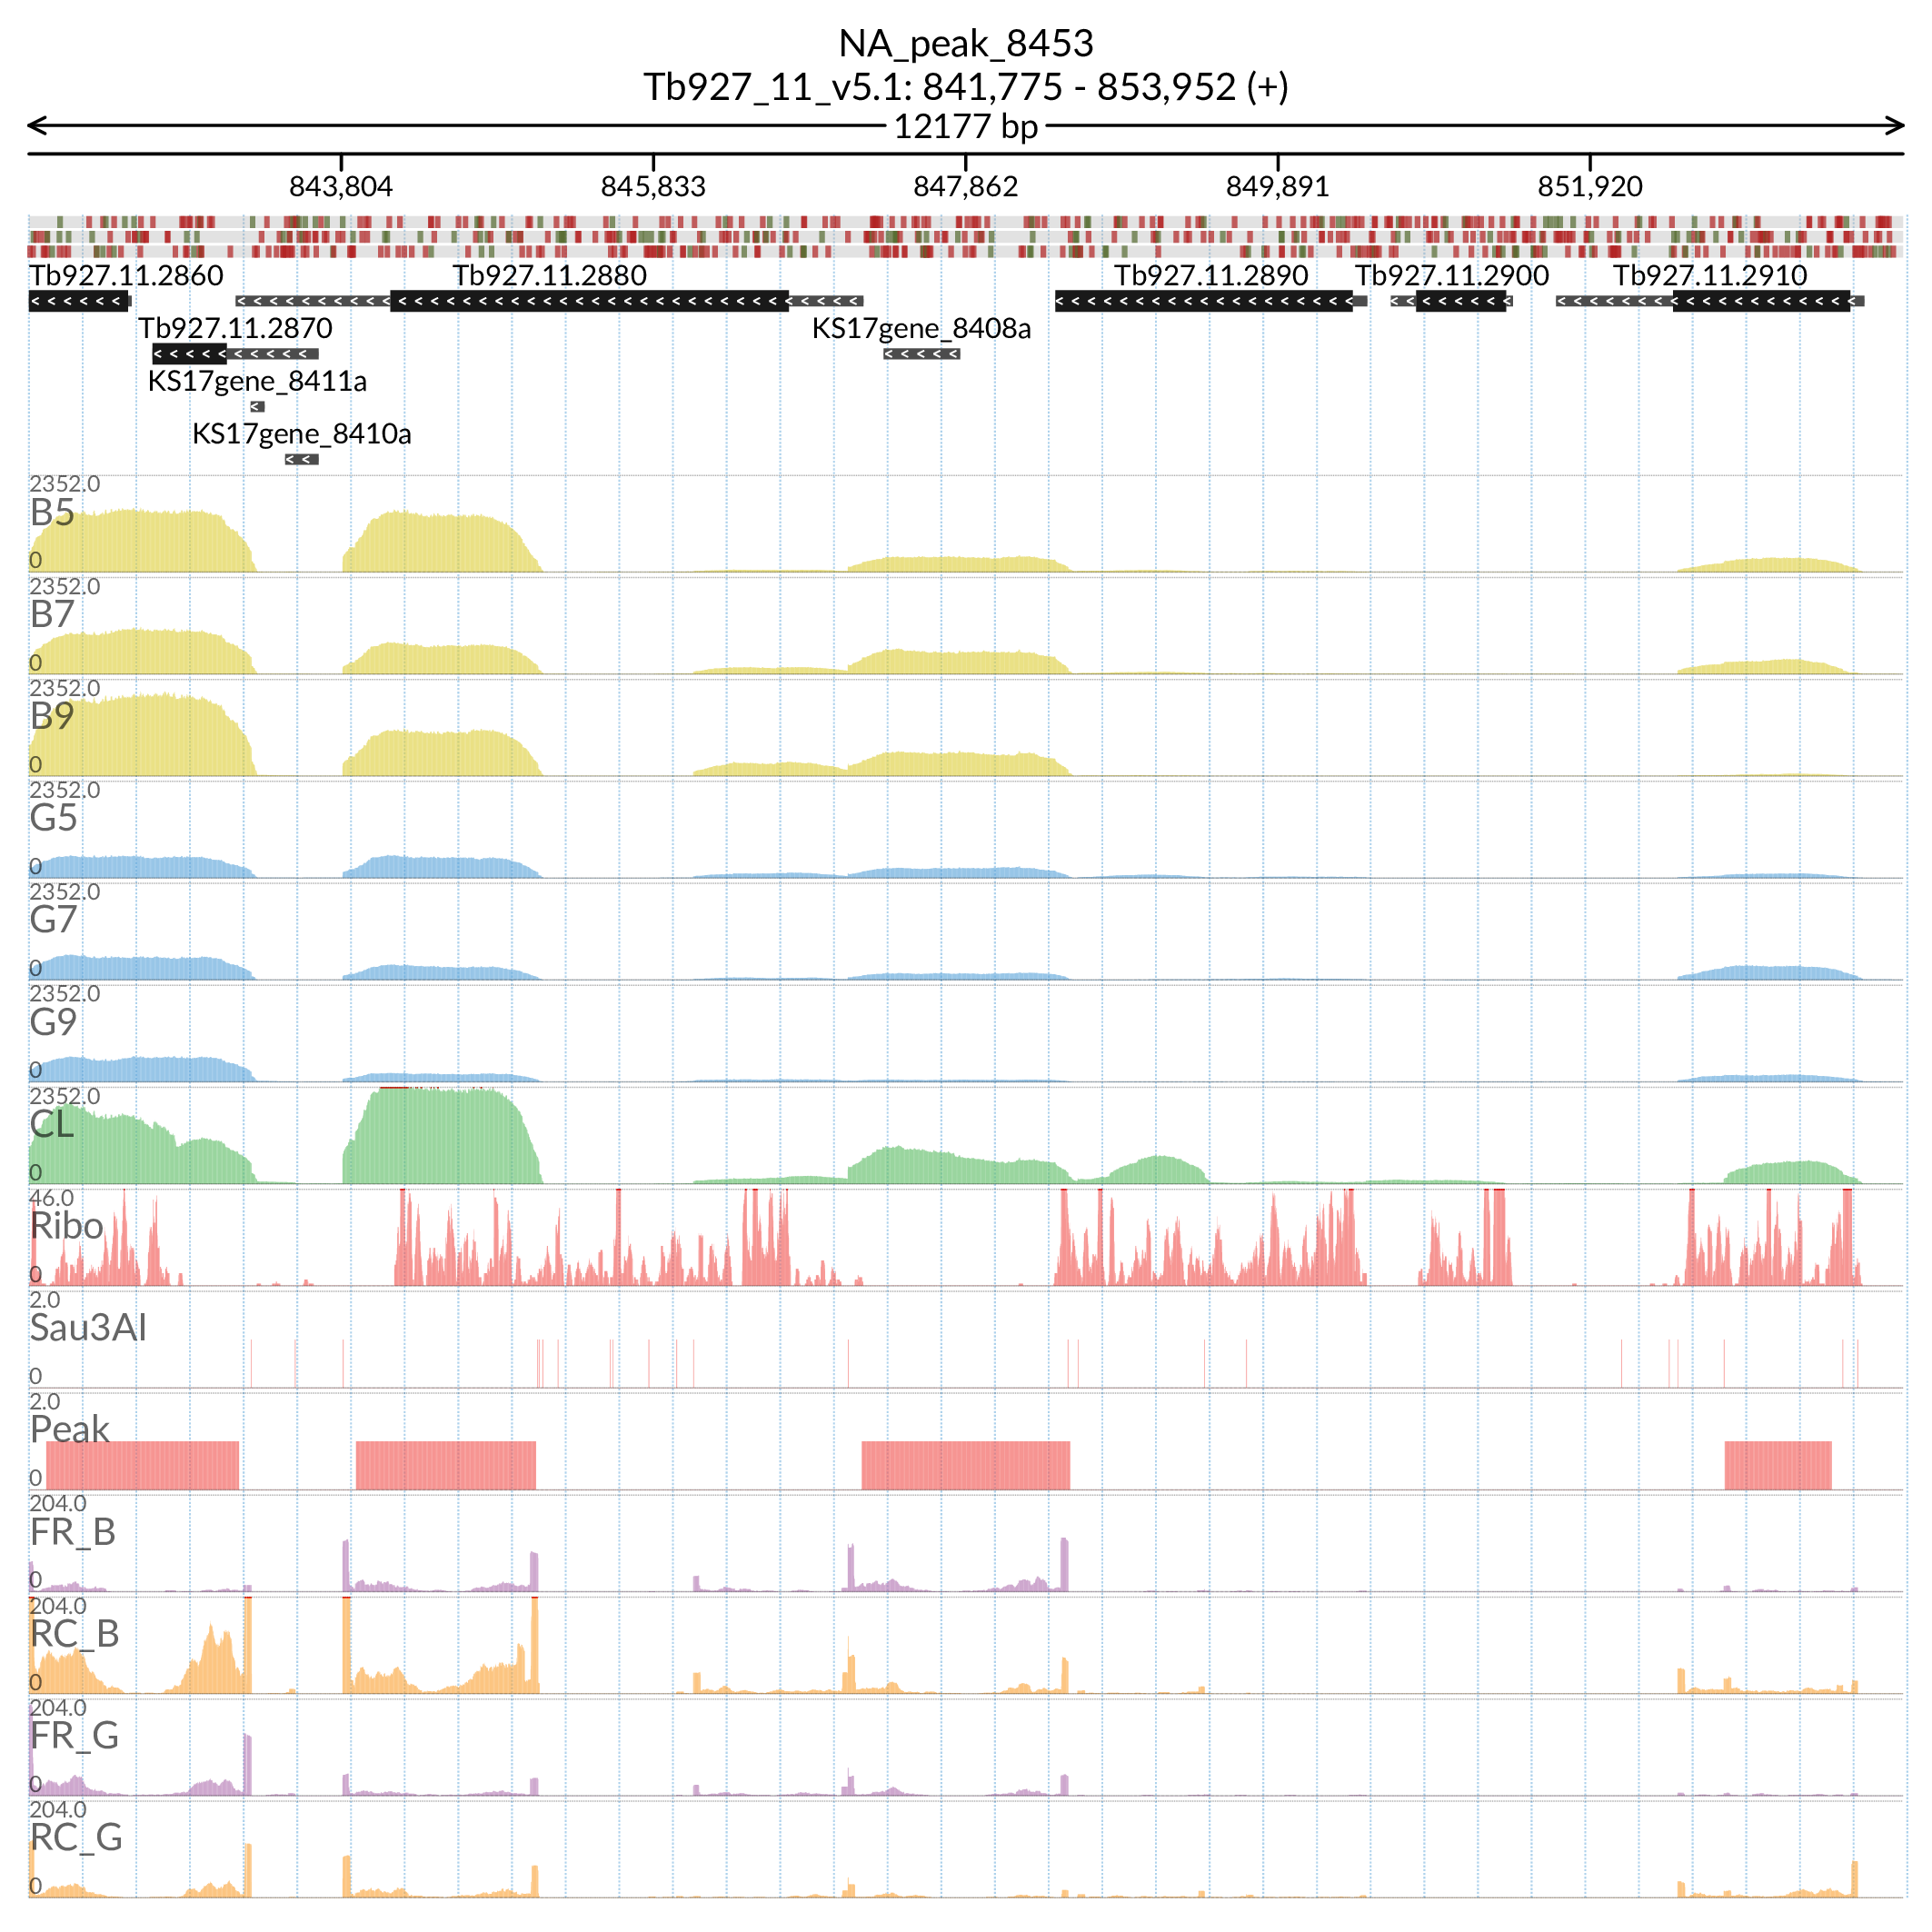 NA_peak_8453
Tb927_11_v5.1: 841,775 - 853,952 (+)
12177 bp
843,804 845,833 847,862 849,891 851,920
Tb927.11.2860 Tb927.11.2880 Tb927.11.2890 Tb927.11.2900 Tb927.11.2910
Tb927.11.2870 KS17gene_8408a
KS17gene_8411a
KS17gene_8410a
2352.0
B5
0
2352.0
B7
0
2352.0
B9
0
2352.0
G5
0
2352.0
G7
0
2352.0
G9
0
2352.0
CL
0
46.0
Ribo
0
2.0
Sau3AI
0
2.0
Peak
0
204.0
FR_B
0
204.0
RC_B
0
204.0
FR_G
0
204.0
RC_G
0